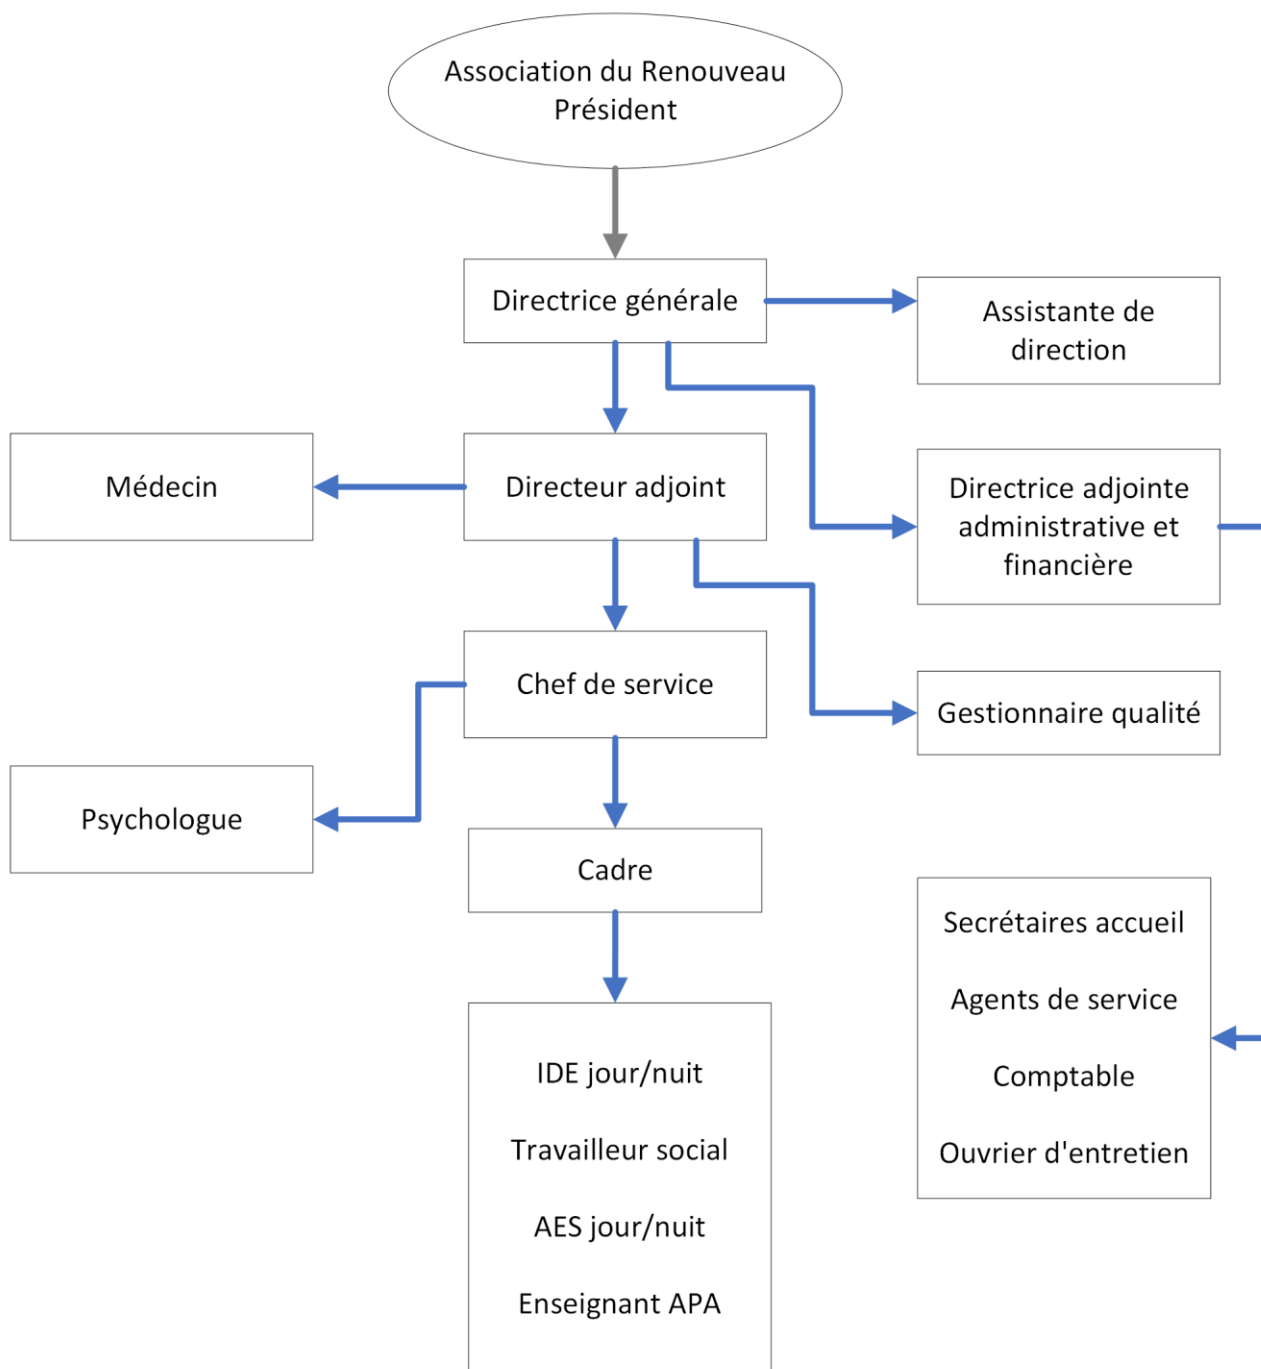 Association du Renouveau
Président
Directrice générale
Assistante de
direction
Médecin
Directeur adjoint
Directrice adjointe
administrative et
financière
Chef de service
Gestionnaire qualité
Psychologue
Cadre
Secrétaires accueil
Agents de service
Comptable
Ouvrier d'entretien
IDE jour/nuit
Travailleur social
AES jour/nuit
Enseignant APA